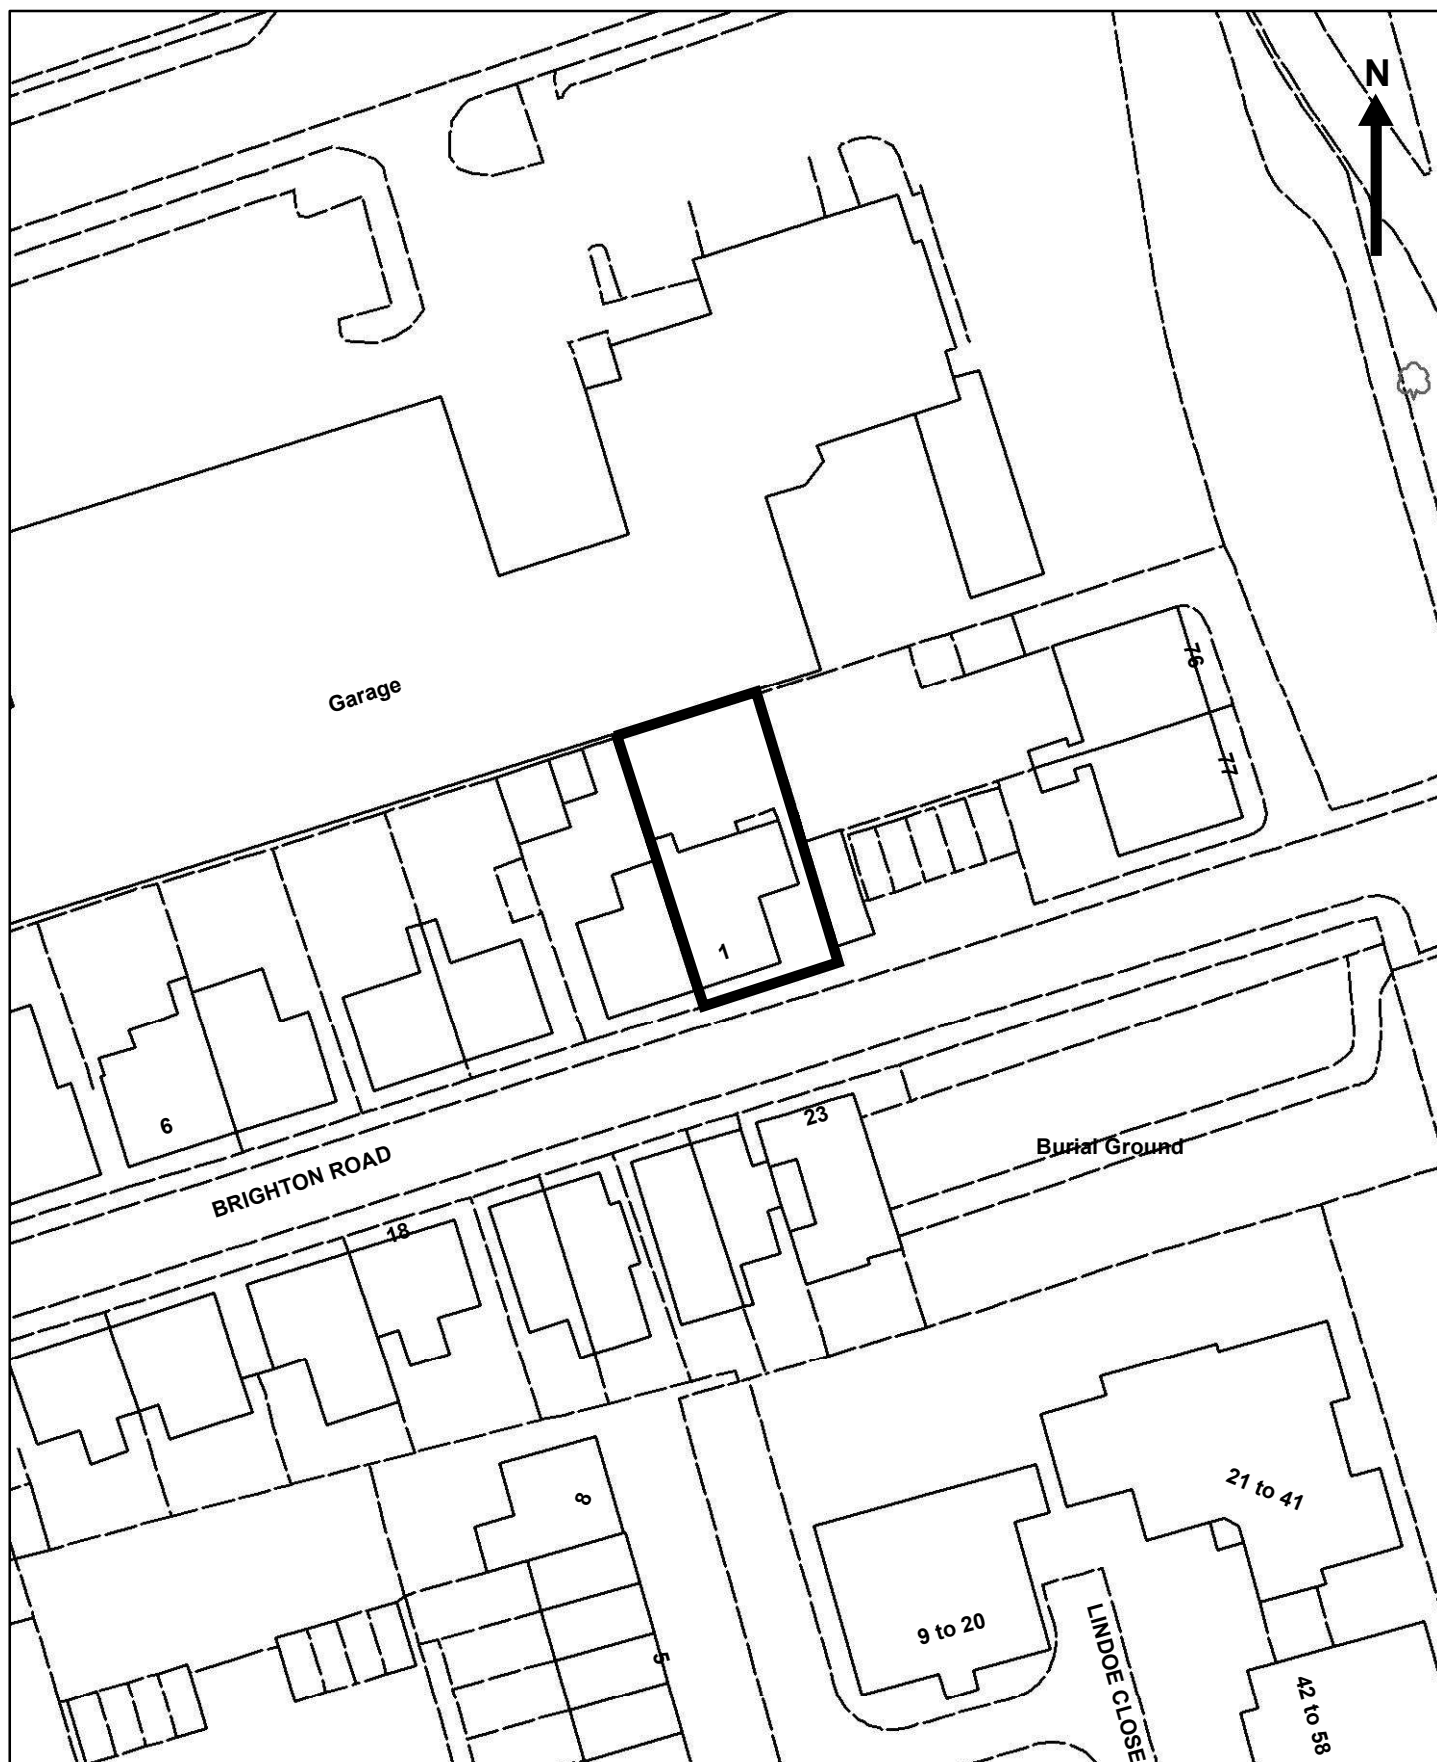 N
76
Garage
77
1
6
23
Burial Ground
BRIGHTON ROAD
18
21 to 41
8
9 to 20
LINDOE CLOSE
5
42 to 58